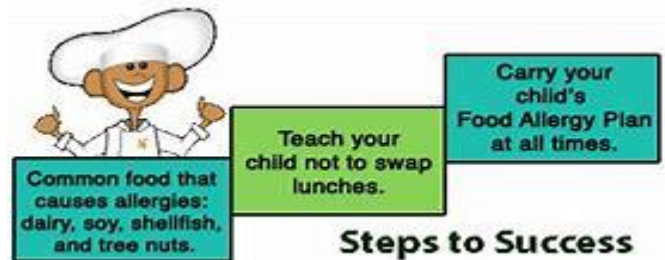 Common food that
causes allergies:
dairy, soy, shellfish,
and tree nuts.
Teach your
child not to swap
lunches.
Carry your
child's
Food Allergy Plan
at all times.
Steps to Success